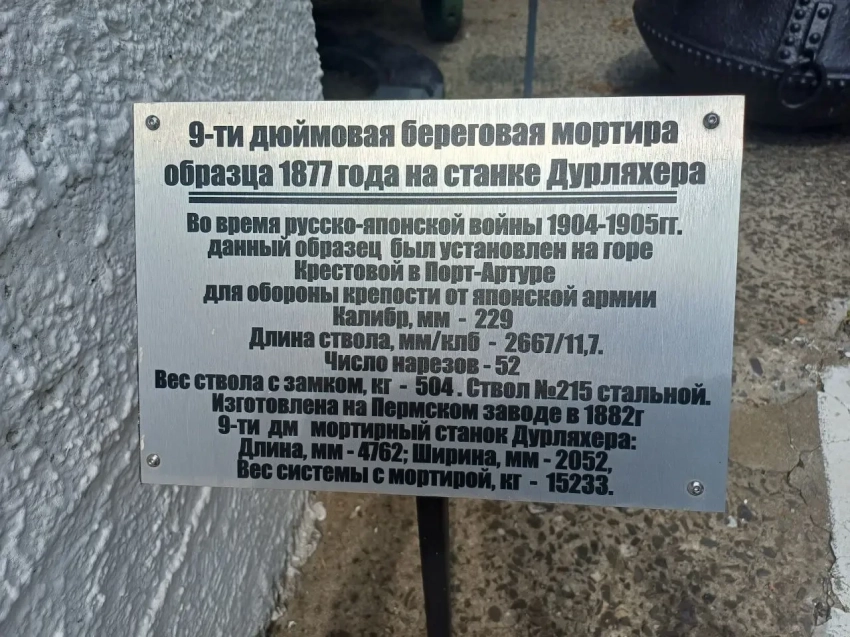 9-ти дюймовая береговая мортира
образца 1877 года на станке Дурляхера
Во время русско-японской войны 1904-1905гг.
данный образец был установлен на горе
Крестовой в Порт-Артуре
для обороны крепости от японской армии
Калибр, мм - 229
Длина ствола, мм/клб - 2667/11,7.
Число нарезов - 52
Вес ствола с замком, кг - 504 . Ствол №215 стальной.
Изготовлена на Пермском заводе в 1882г
9-ти дм мортирный станок Дурляхера:
Длина, мм - 4762; Ширина, мм - 2052,
Вес системы с мортирой, кг - 15233.